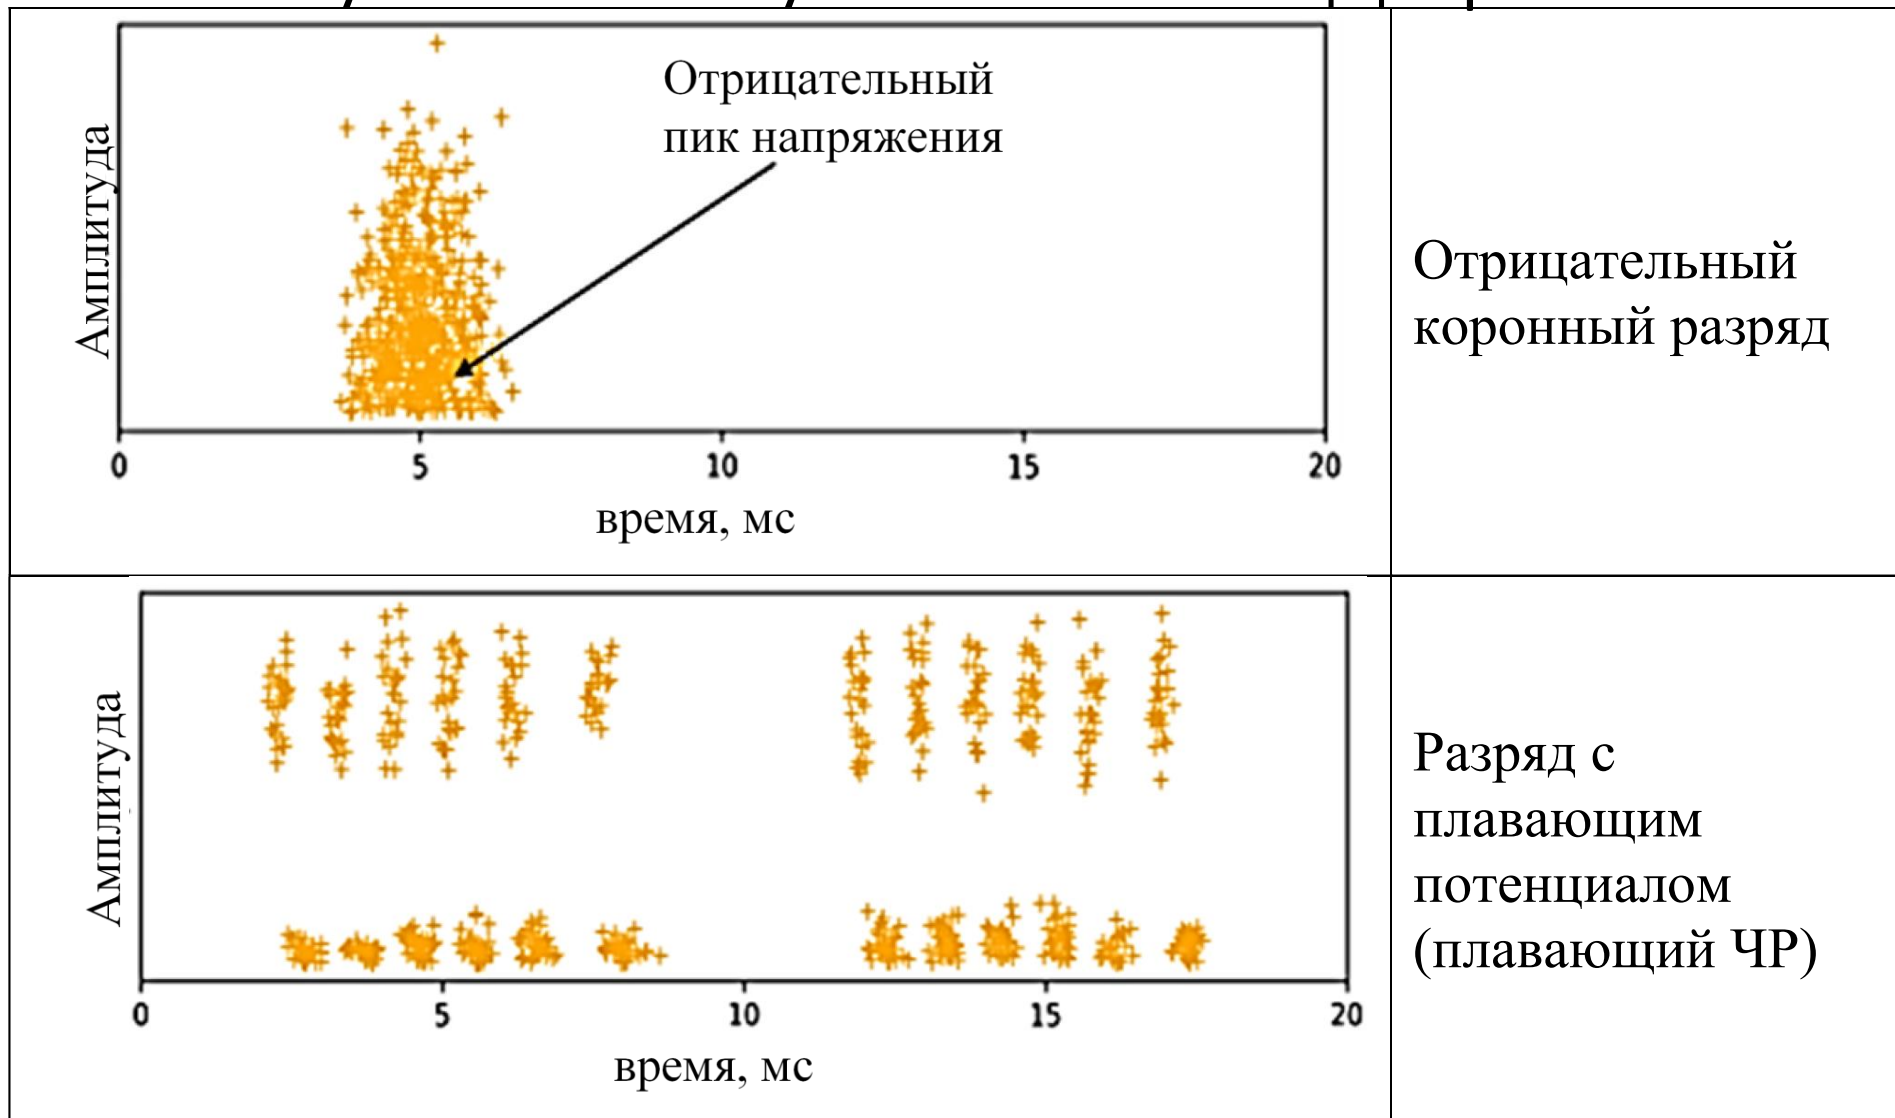 Отрицательный
пик напряжения
Амплитуда
0 5 10 15 20
время, мс
Отрицательный
коронный разряд
Амплитуда
0 5 10 15 20
время, мс
Разряд с
плавающим
потенциалом
(плавающий ЧР)